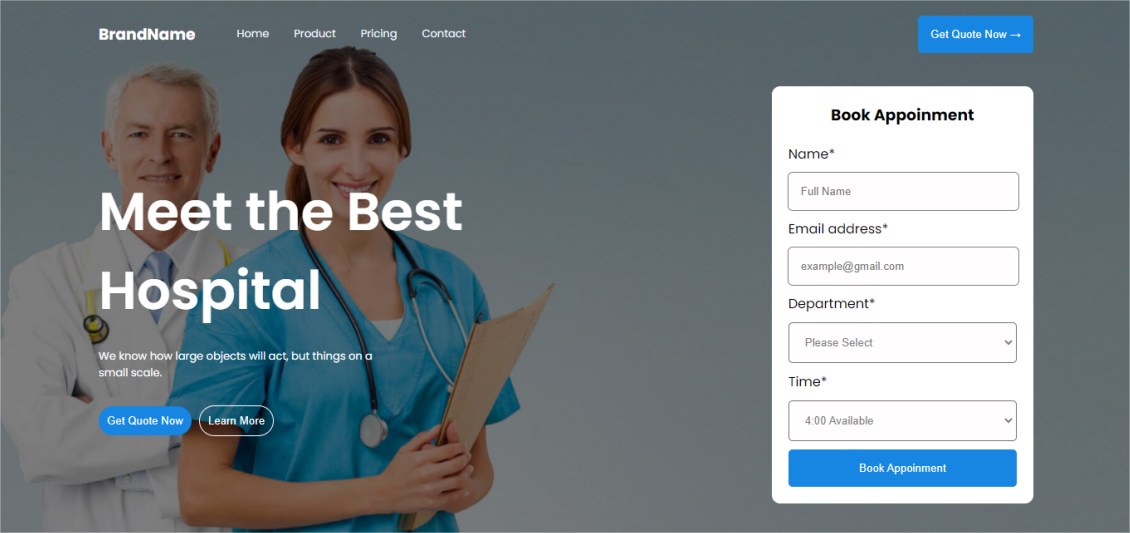 BrandName
Home
Product
Pricing
Contact
Get Quote Now →
Meet the Best
Hospital
We know how large objects will act, but things on a
small scale.
Get Quote Now
Learn More
Book Appoinment
Name*
Full Name
Email address*
example@gmail.com
Department*
Please Select
Time*
4:00 Available
Book Appoinment